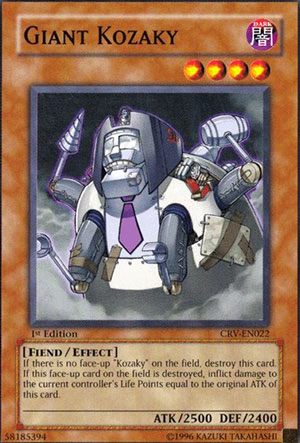 GIANT KOZAKY
DARK
闇
1st Edition
CRV-EN022
[FIEND / EFFECT]
If there is no face-up "Kozaky" on the field, destroy this card.
If this face-up card on the field is destroyed, inflict damage to
the current controller's Life Points equal to the original ATK of
this card.
ATK/2500 DEF/2400
58185394
©1996 KAZUKI TAKAHASHI